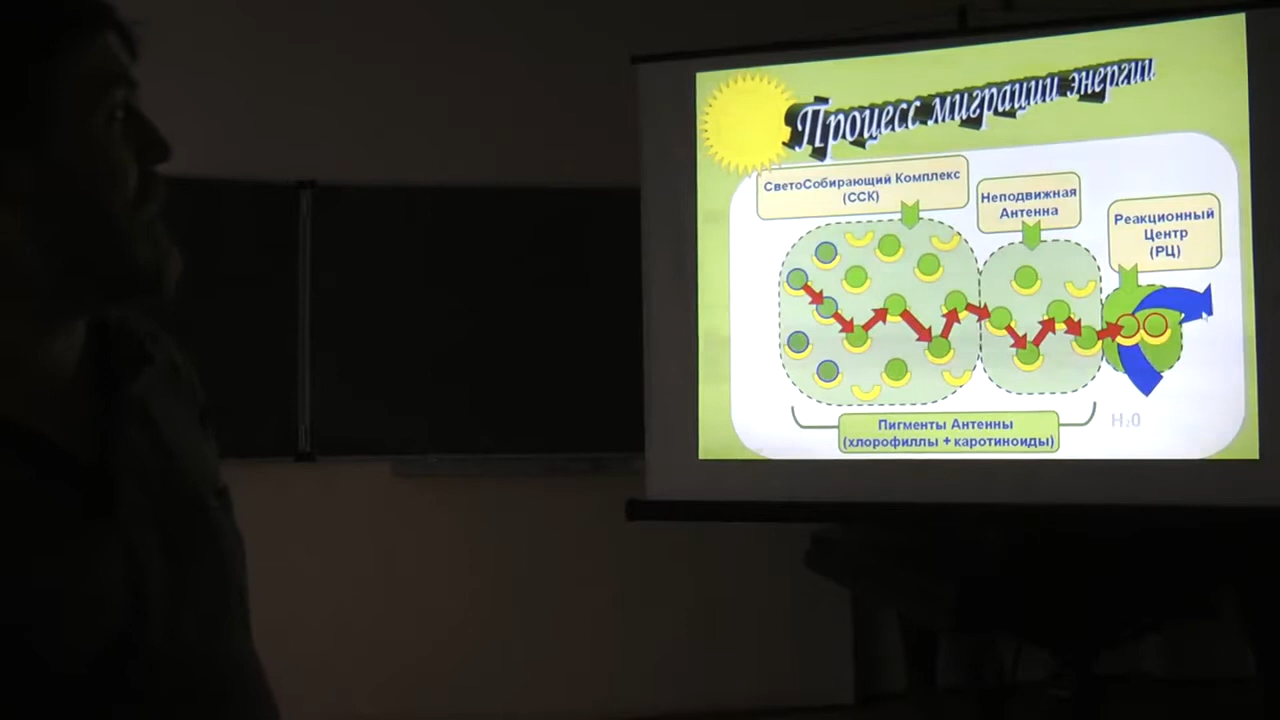 Процесс миграции энергии
СветоСобирающий Комплекс
(ССК)
Неподвижная
Антенна
Реакционный
Центр
(РЦ)
Пигменты Антенны
(хлорофиллы + каротиноиды)
H₂0